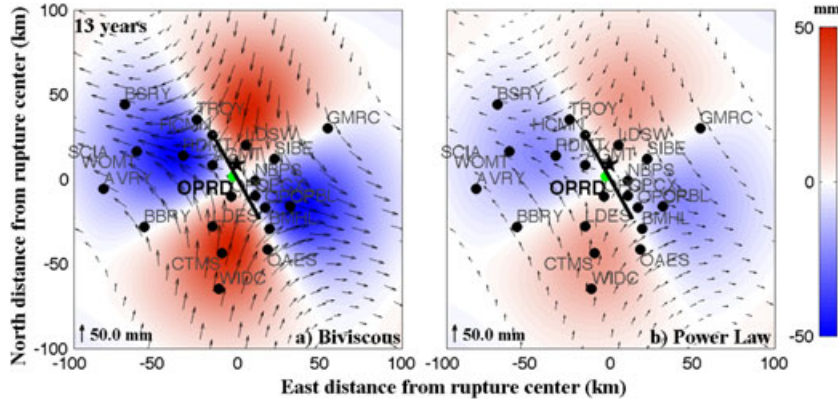 mm
100
50
0
-50
-100
North distance from rupture center (km)
13 years
BSRY
TROY
HCMN
GMRC
LDSW
SCIA
SIBE
WOMT
AVRY
NBPS
OPCX
OPRD
OPBL
BBRY
LDES
BMHL
CTMS
OAES
WIDC
50.0 mm
a) Biviscous
-100
-50
0
50
100
BSRY
TROY
HCMN
GMRC
LDSW
SCIA
SIBE
WOMT
AVRY
NBPS
OPCX
OPRD
OPBL
BBRY
LDES
BMHL
CTMS
OAES
WIDC
50.0 mm
b) Power Law
-100
-50
0
50
100
East distance from rupture center (km)
50
0
-50